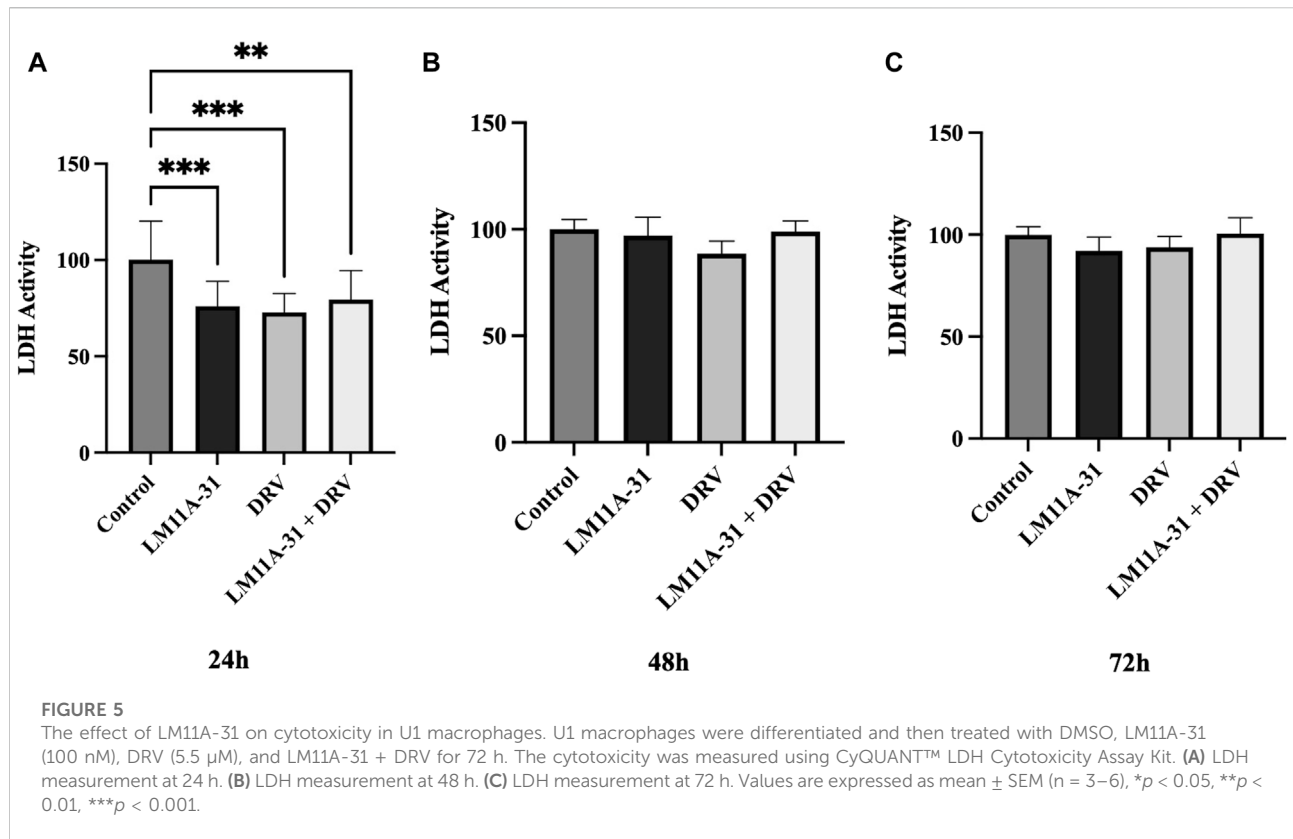 A
B
C
**
***
***
150
100
50
0
LDH Activity
Control
LM11A-31
DRV
LM11A-31 + DRV
24h
150
100
50
0
LDH Activity
Control
LM11A-31
DRV
LM11A-31 + DRV
48h
150
100
50
0
LDH Activity
Control
LM11A-31
DRV
LM11A-31 + DRV
72h
FIGURE 5
The effect of LM11A-31 on cytotoxicity in U1 macrophages. U1 macrophages were differentiated and then treated with DMSO, LM11A-31
(100 nM), DRV (5.5 µM), and LM11A-31 + DRV for 72 h. The cytotoxicity was measured using CyQUANT™ LDH Cytotoxicity Assay Kit. (A) LDH
measurement at 24 h. (B) LDH measurement at 48 h. (C) LDH measurement at 72 h. Values are expressed as mean ± SEM (n = 3–6), *p < 0.05, **p <
0.01, ***p < 0.001.